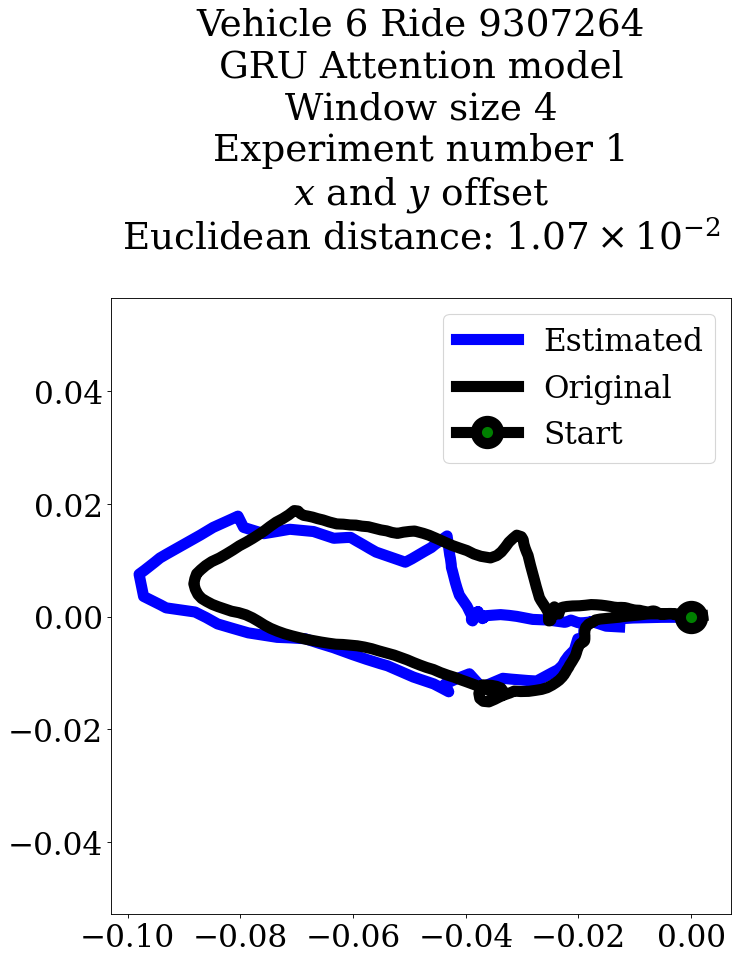 Vehicle 6 Ride 9307264
GRU Attention model
Window size 4
Experiment number 1
x and y offset
Euclidean distance: 1.07 × 10⁻²
Estimated
Original
Start
0.04
0.02
0.00
−0.02
−0.04
−0.10 −0.08 −0.06 −0.04 −0.02 0.00